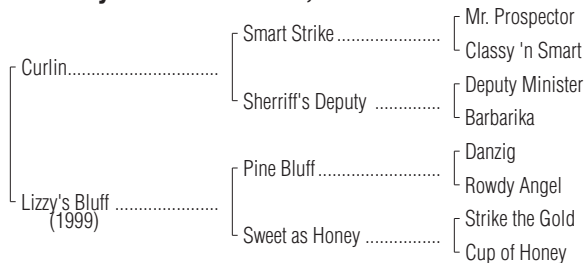 Mr. Prospector
Smart Strike ....................
Classy 'n Smart
Curlin.................................
Deputy Minister
Sherriff's Deputy .............
Barbarika
Danzig
Pine Bluff........................
Rowdy Angel
Lizzy's Bluff .......................
(1999)
Strike the Gold
Sweet as Honey ...............
Cup of Honey